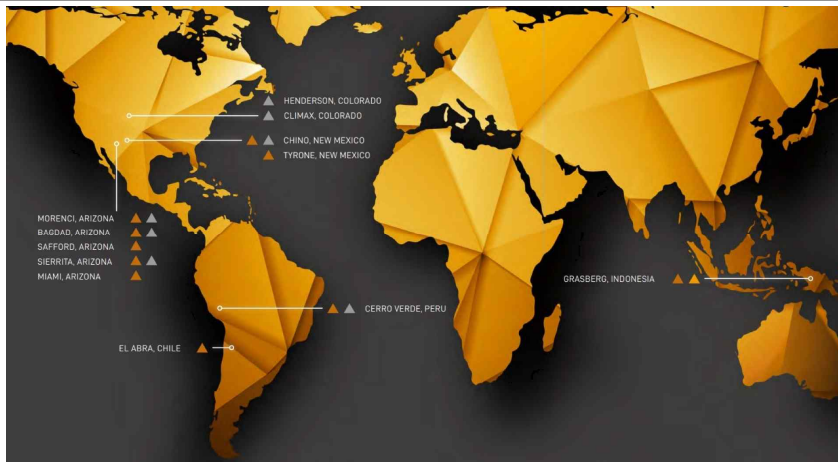 HENDERSON, COLORADO
CLIMAX, COLORADO
CHINO, NEW MEXICO
TYRONE, NEW MEXICO
MORENCI, ARIZONA
BAGDAD, ARIZONA
SAFFORD, ARIZONA
SIERRITA, ARIZONA
MIAMI, ARIZONA
GRASBERG, INDONESIA
CERRO VERDE, PERU
EL ABRA, CHILE